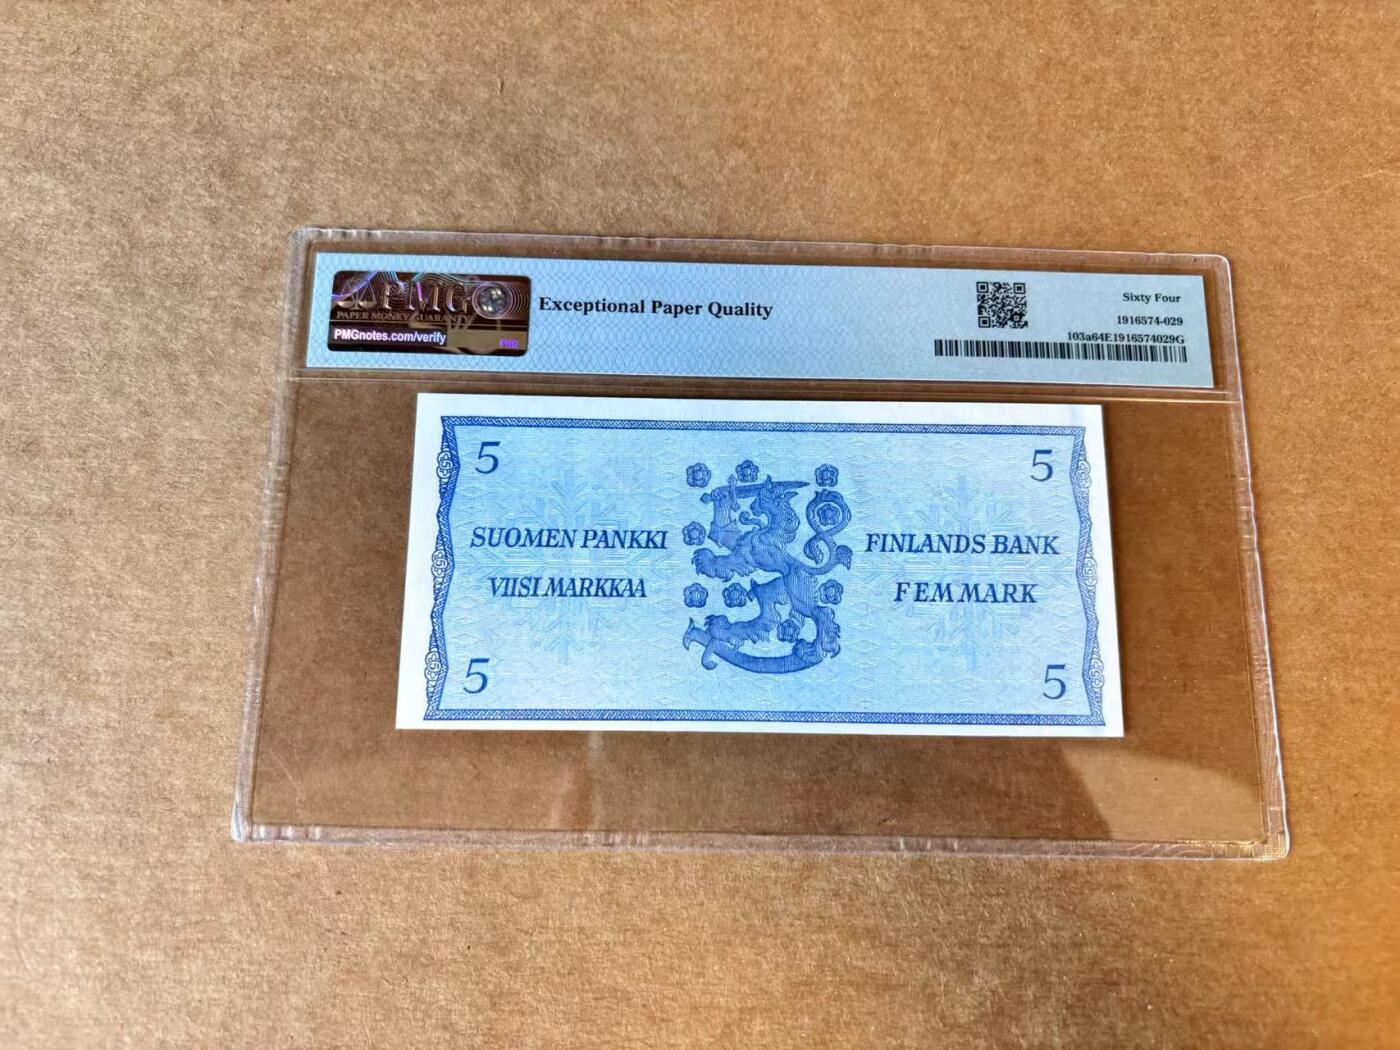 PMG
PAPER MONEY GUARANTY
PMGnotes.com/verify
Exceptional Paper Quality
Sixty Four
1916574-029
103a64E1916574029G
5 5
SUOMEN PANKKI FINLANDS BANK
VIISI MARKKAA FEM MARK
5 5